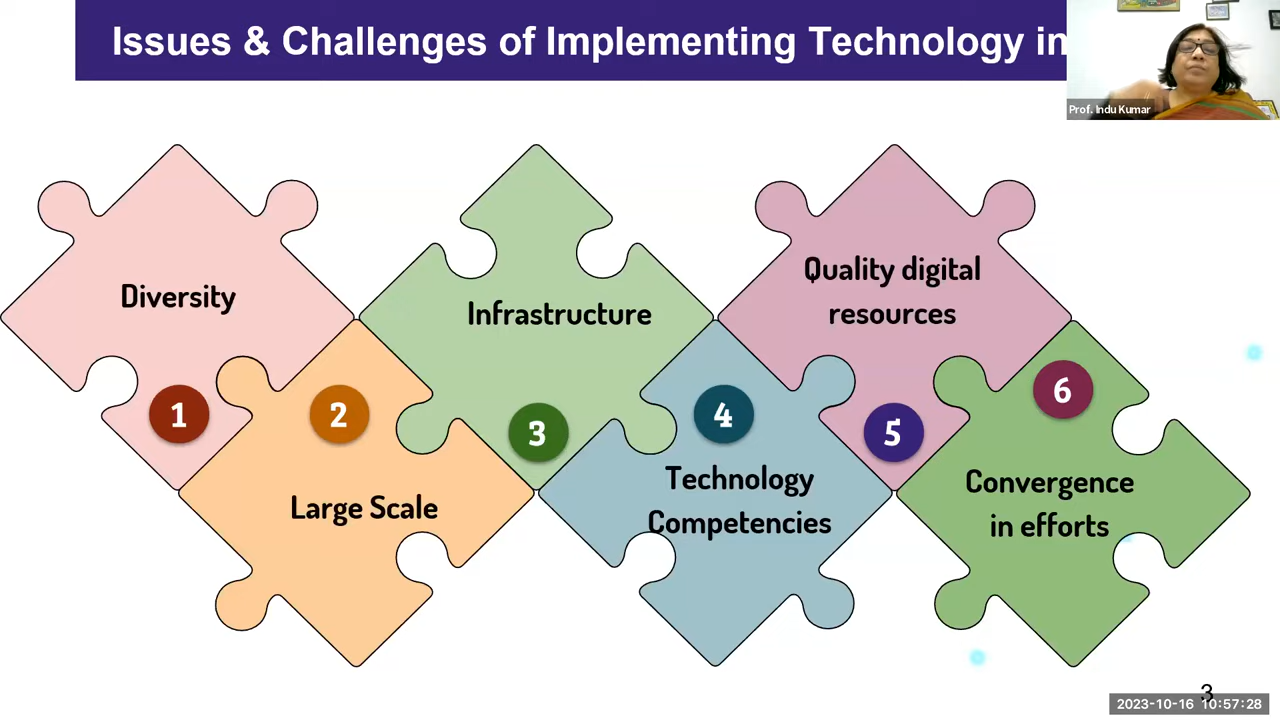 Issues & Challenges of Implementing Technology in
Prof. Indu Kumar
Diversity
1
2
Large Scale
Infrastructure
3
4
Technology
Competencies
Quality digital
resources
5
6
Convergence
in efforts
3
2023-10-16 10:57:28